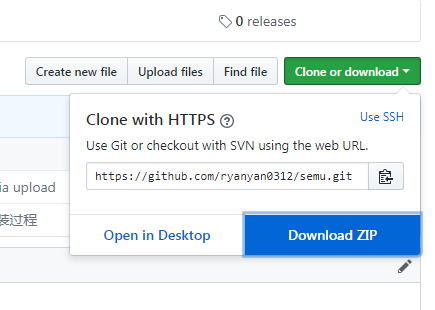 0 releases
Create new file Upload files Find file Clone or download
Clone with HTTPS Use SSH
Use Git or checkout with SVN using the web URL.
https://github.com/ryanyan0312/semu.git
ia upload
装过程
Open in Desktop Download ZIP